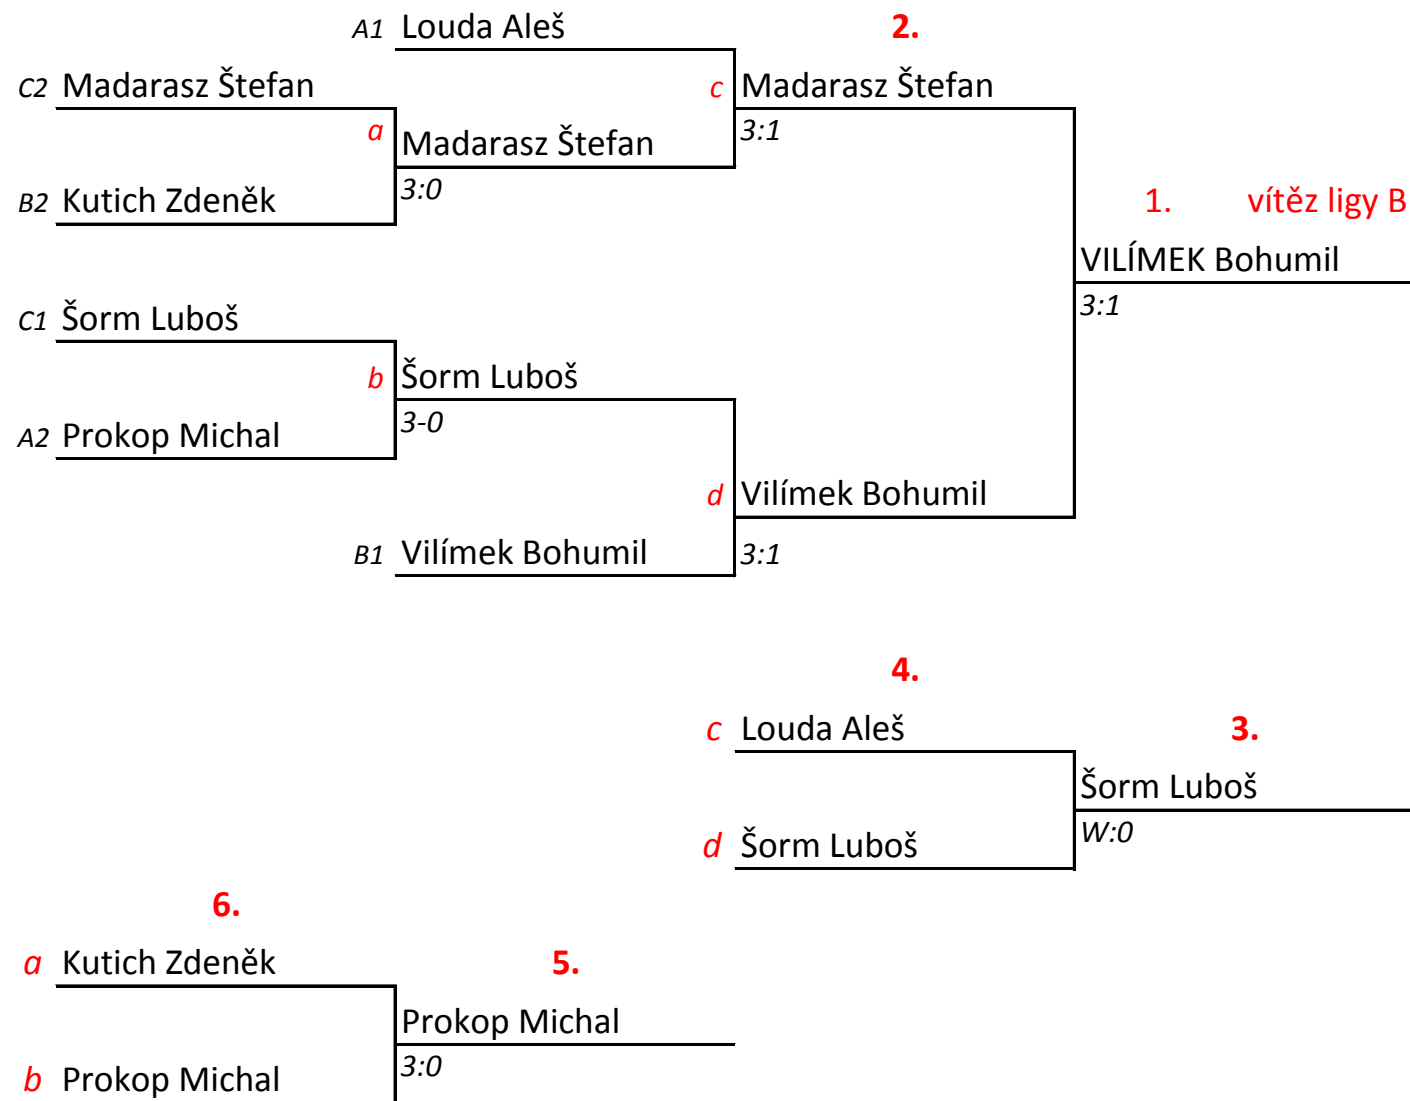 A1 Louda Aleš 2.
C2 Madarasz Štefan c Madarasz Štefan
a Madarasz Štefan 3:1
B2 Kutich Zdeněk 3:0 1. vítěz ligy B
VILÍMEK Bohumil
C1 Šorm Luboš 3:1
b Šorm Luboš
A2 Prokop Michal 3-0
d Vilímek Bohumil
B1 Vilímek Bohumil 3:1
4.
c Louda Aleš 3.
Šorm Luboš
d Šorm Luboš W:0
6.
a Kutich Zdeněk 5.
Prokop Michal
b Prokop Michal 3:0